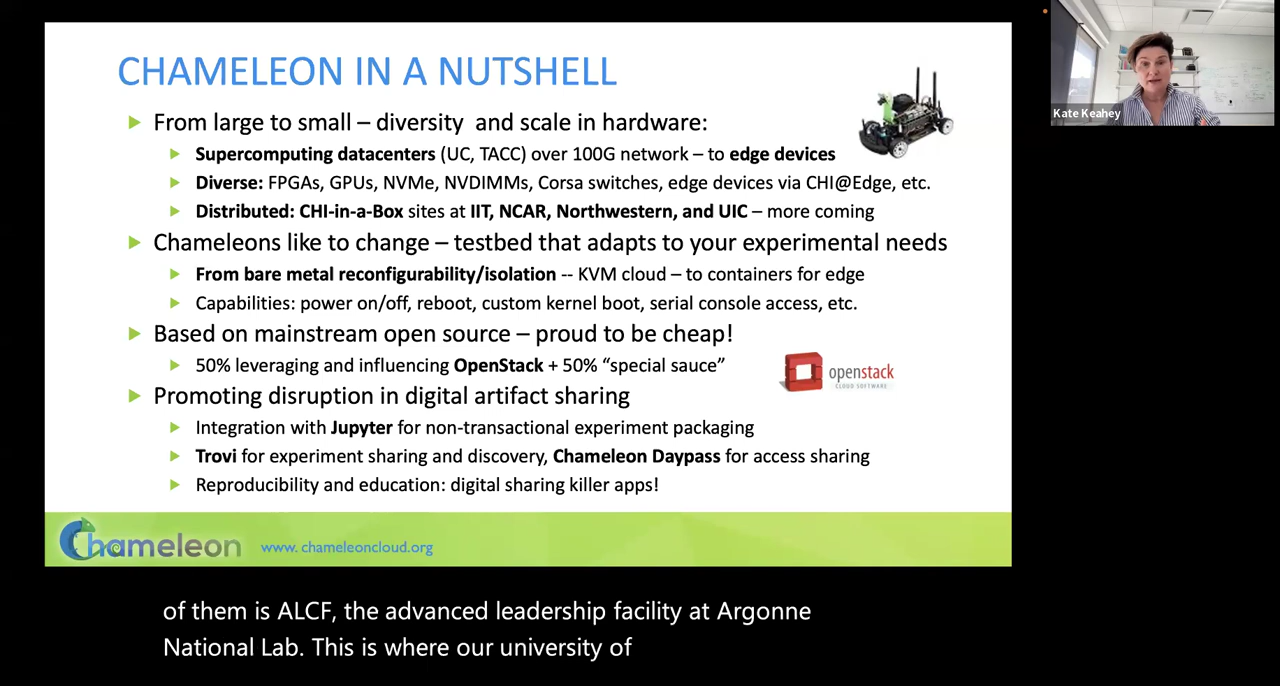 CHAMELEON IN A NUTSHELL
From large to small – diversity and scale in hardware:
Supercomputing datacenters (UC, TACC) over 100G network – to edge devices
Diverse: FPGAs, GPUs, NVMe, NVDIMMs, Corsa switches, edge devices via CHI@Edge, etc.
Distributed: CHI-in-a-Box sites at IIT, NCAR, Northwestern, and UIC – more coming
Chameleons like to change – testbed that adapts to your experimental needs
From bare metal reconfigurability/isolation -- KVM cloud – to containers for edge
Capabilities: power on/off, reboot, custom kernel boot, serial console access, etc.
Based on mainstream open source – proud to be cheap!
50% leveraging and influencing OpenStack + 50% “special sauce”
openstack
CLOUD SOFTWARE
Promoting disruption in digital artifact sharing
Integration with Jupyter for non-transactional experiment packaging
Trovi for experiment sharing and discovery, Chameleon Daypass for access sharing
Reproducibility and education: digital sharing killer apps!
Chameleon
www. chameleoncloud.org
Kate Keahey
of them is ALCF, the advanced leadership facility at Argonne
National Lab. This is where our university of